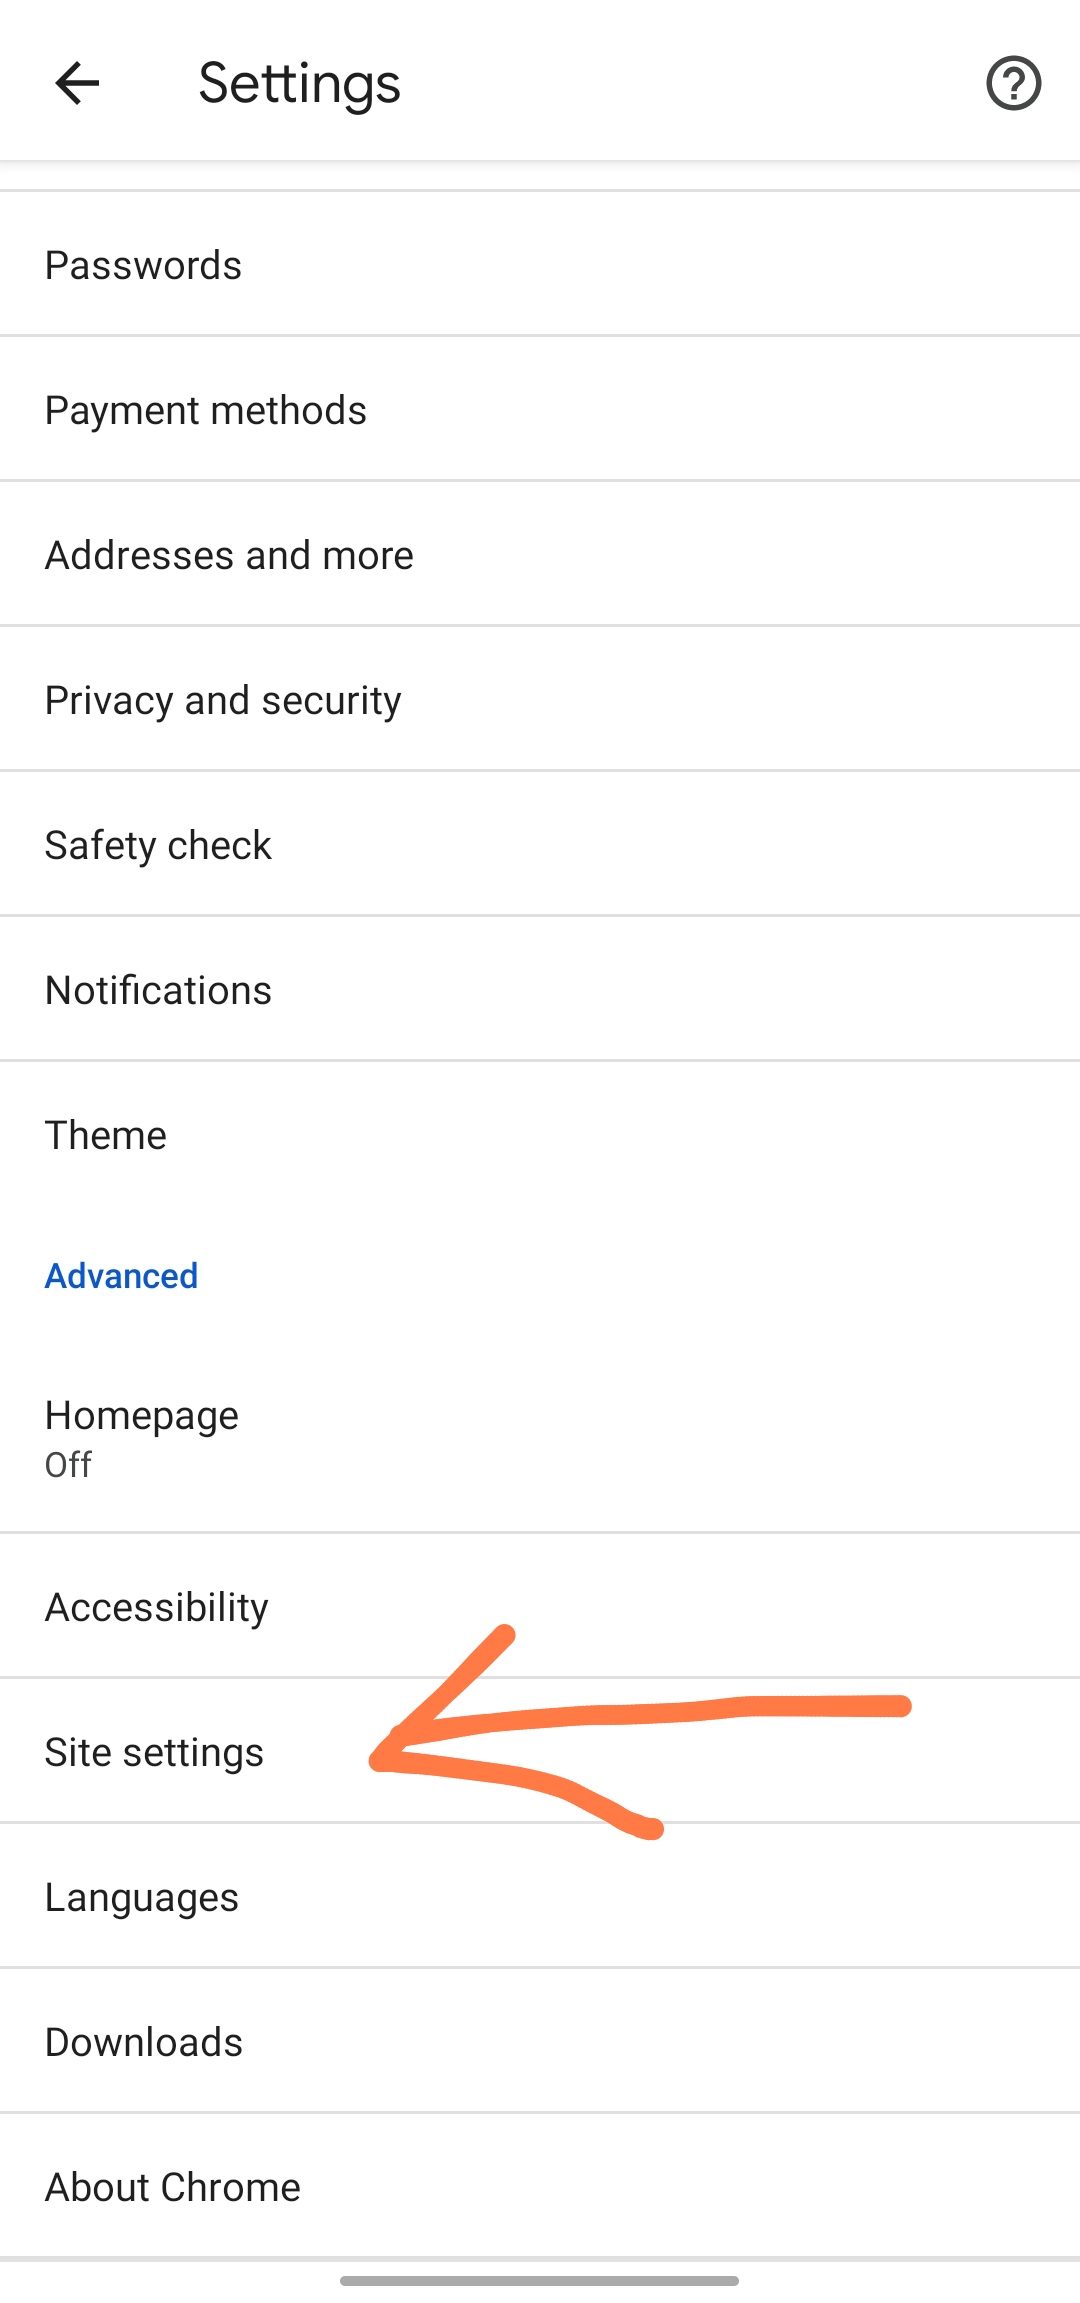 Settings
Passwords
Payment methods
Addresses and more
Privacy and security
Safety check
Notifications
Theme
Advanced
Homepage
Off
Accessibility
Site settings
Languages
Downloads
About Chrome